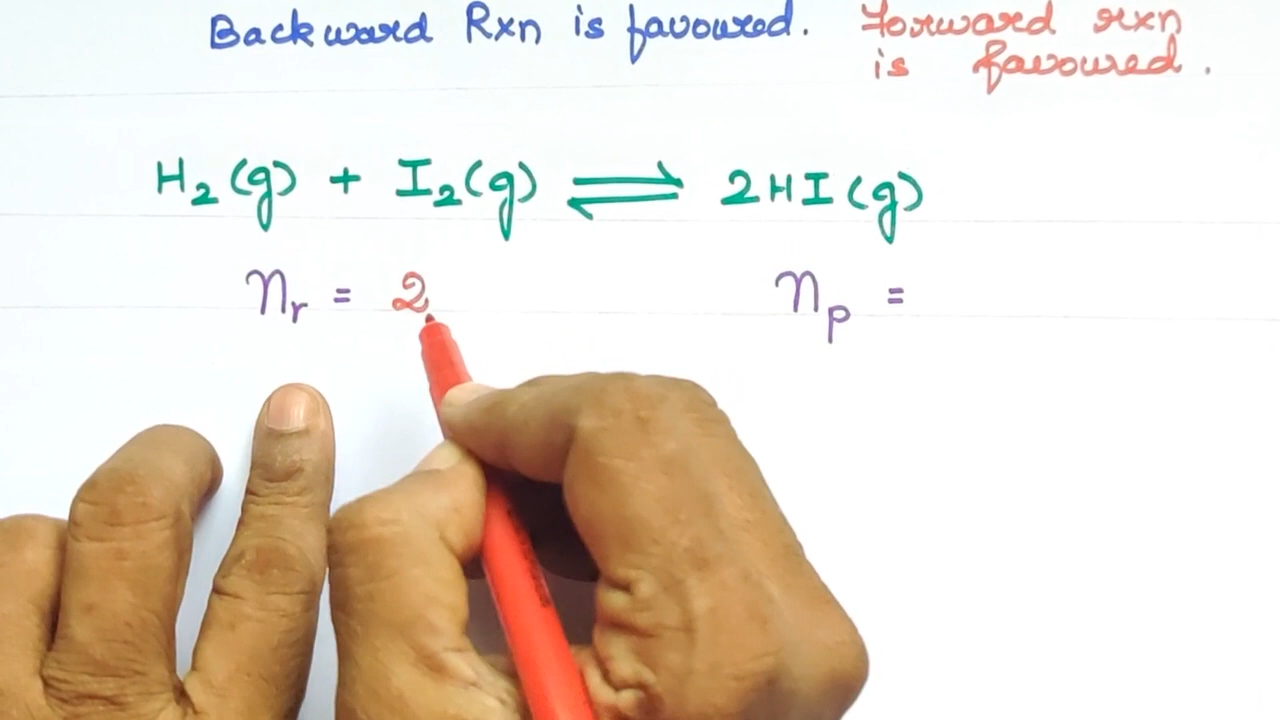 Backward Rxn is favoured. Forward rxn
is favoured.
H₂(g) + I₂(g) ⇌ 2HI(g)
nᵣ = 2 nₚ =